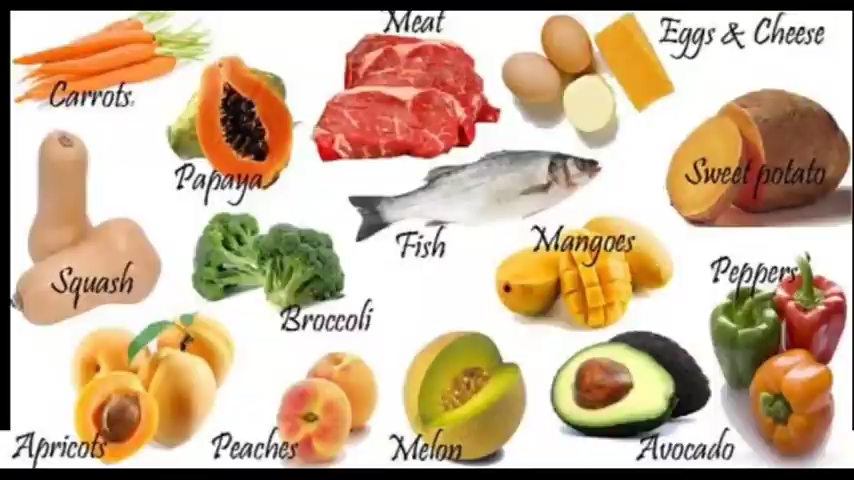 Meat
Eggs & Cheese
Carrots
Papaya
Sweet potato
Fish
Mangoes
Squash
Peppers
Broccoli
Apricots
Peaches
Melon
Avocado